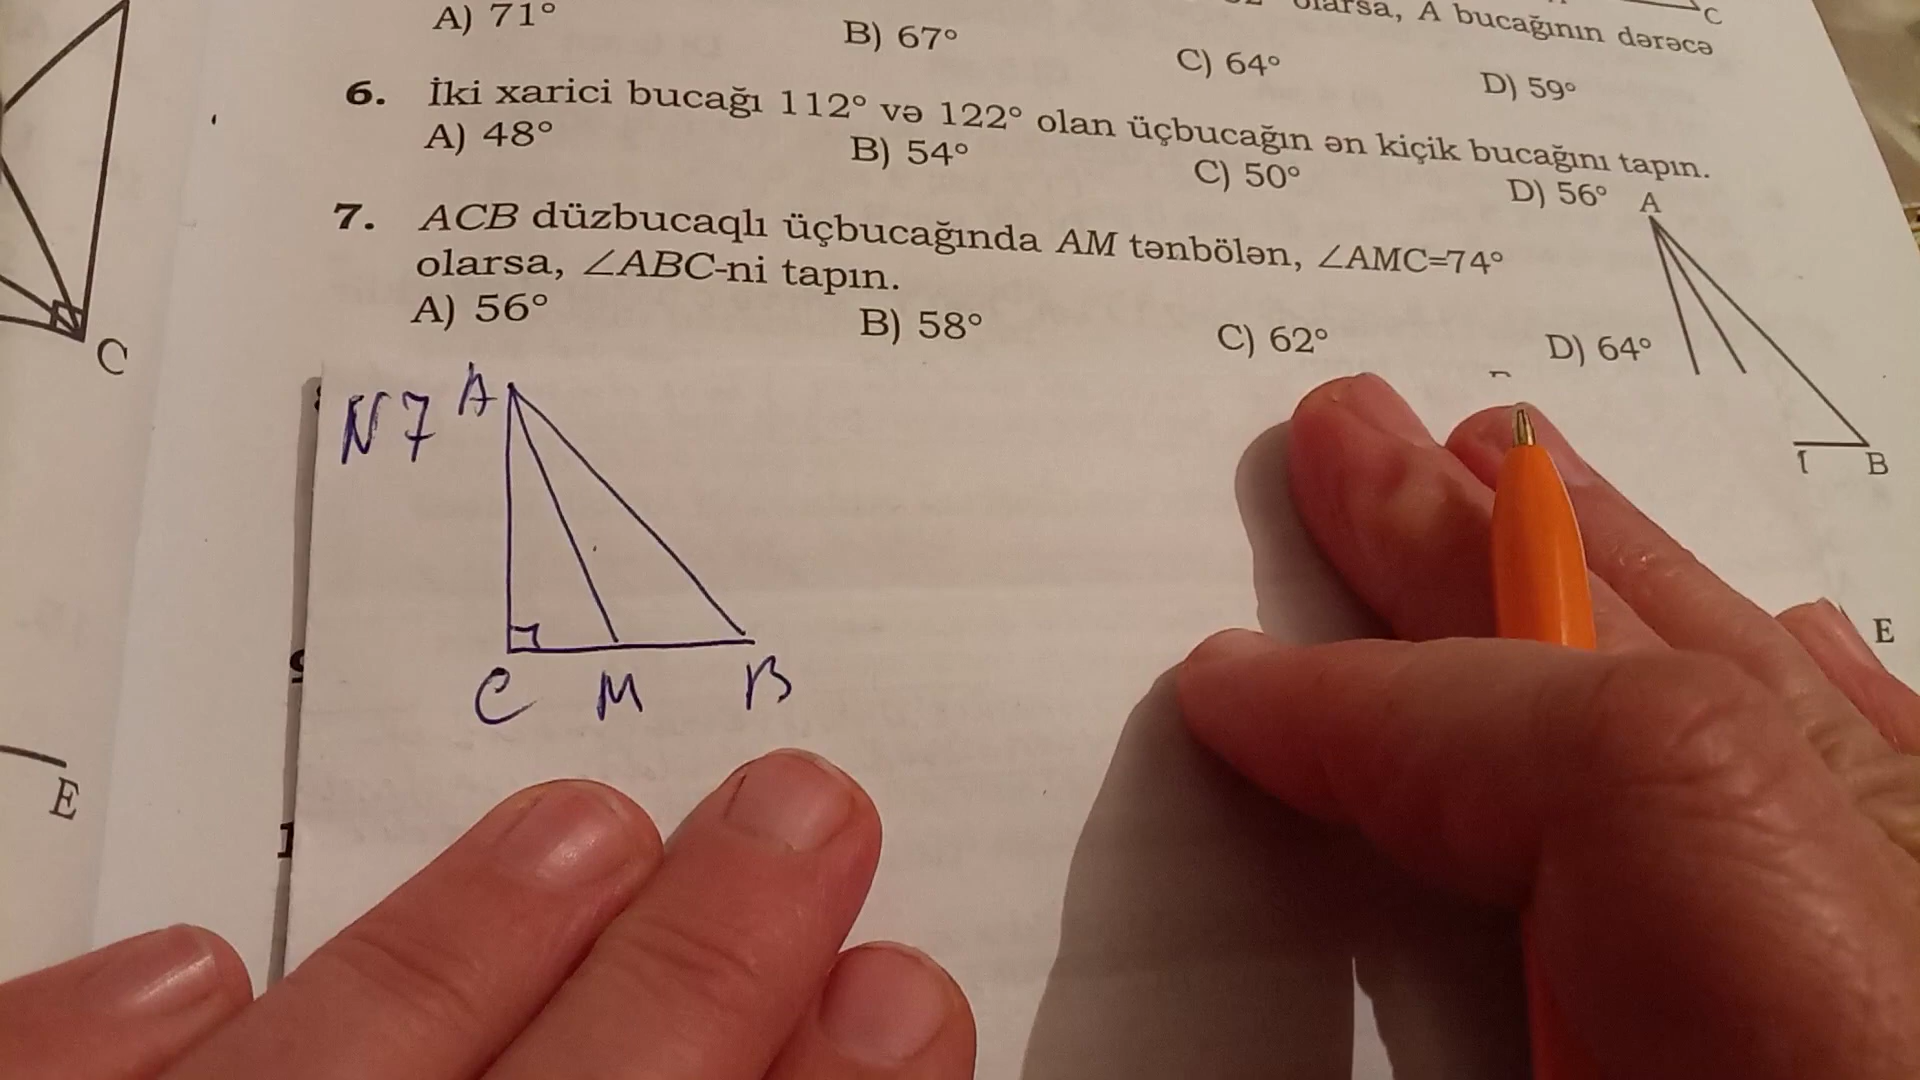 olarsa, A bucağının dərəcə
C
A) 71° B) 67° C) 64° D) 59°
6. İki xarici bucağı 112° və 122° olan üçbucağın ən kiçik bucağını tapın.
A) 48° B) 54° C) 50° D) 56°
7. ACB düzbucaqlı üçbucağında AM tənbölən, ∠AMC=74°
olarsa, ∠ABC-ni tapın.
A) 56° B) 58° C) 62° D) 64°
A
B
C
N7 A
C M B
E
E